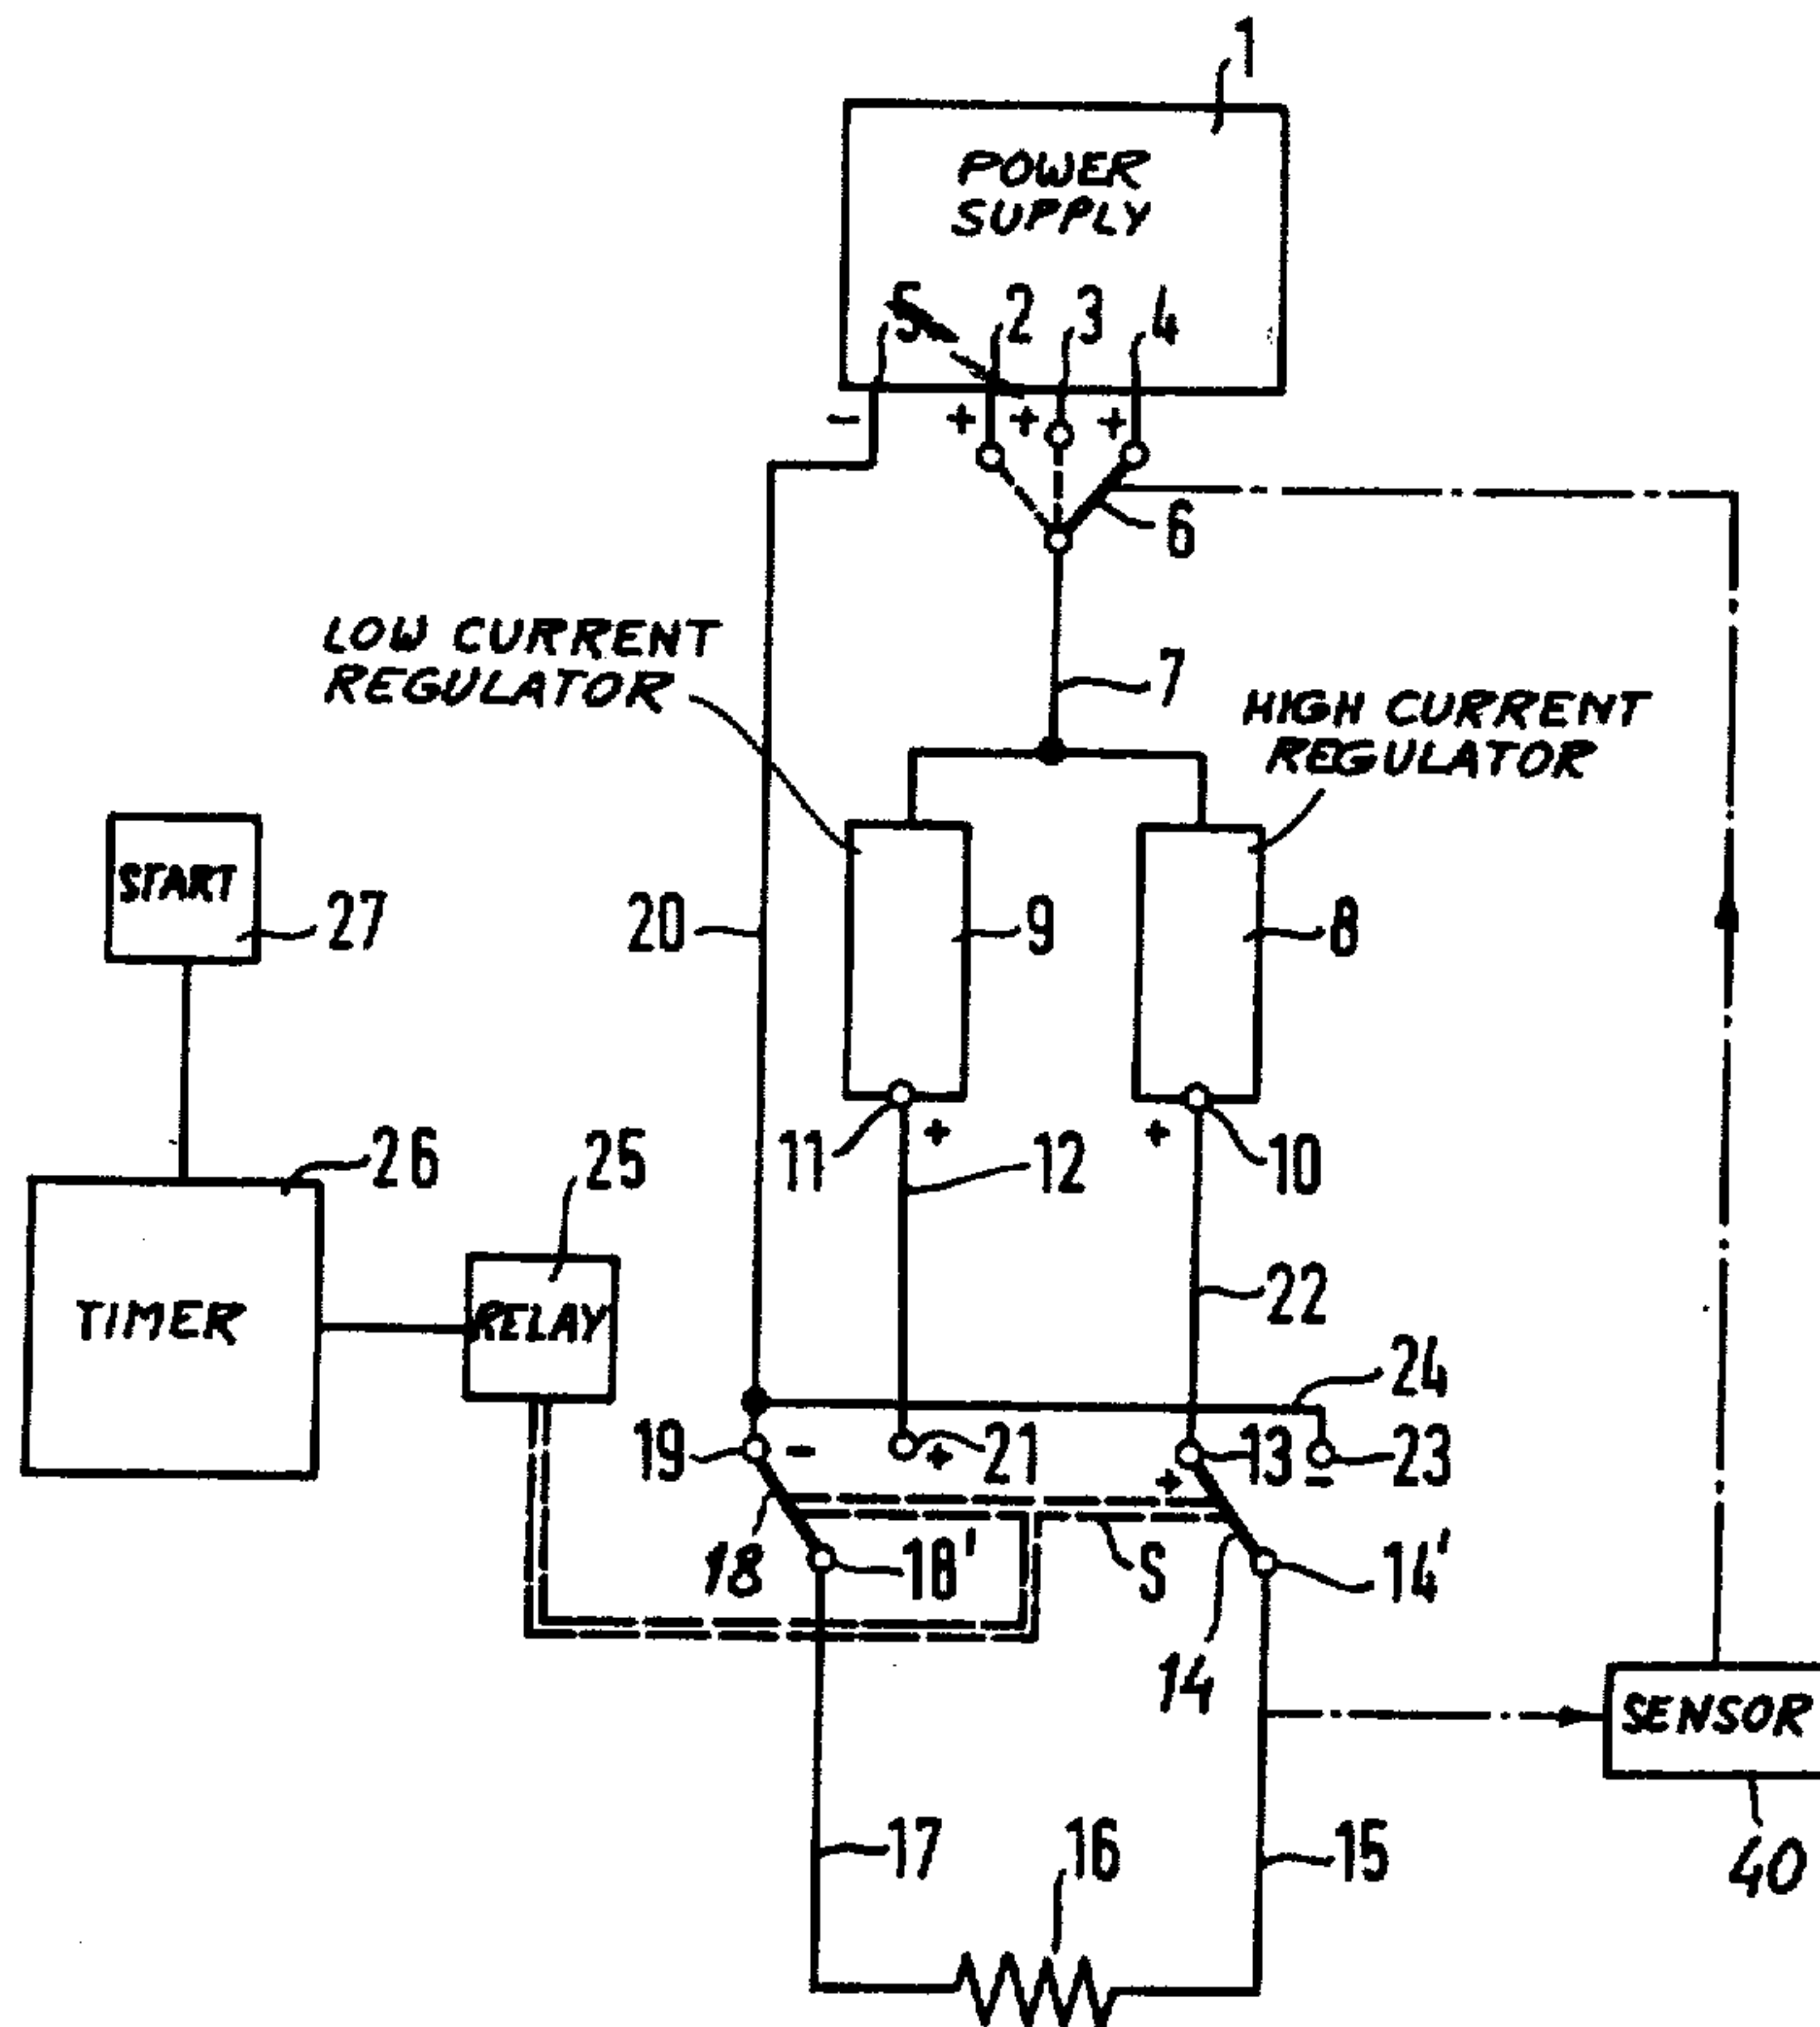 1
POWER
SUPPLY
5 2 3 4
- + + +
6
LOW CURRENT
REGULATOR
7
HIGH CURRENT
REGULATOR
START
27
20
9
8
26
25
11
+
12
+
10
TIMER
RELAY
22
24
19
-
+
21
+
13
23
-
18
18'
S
14
14'
SENSOR
40
17
16
15